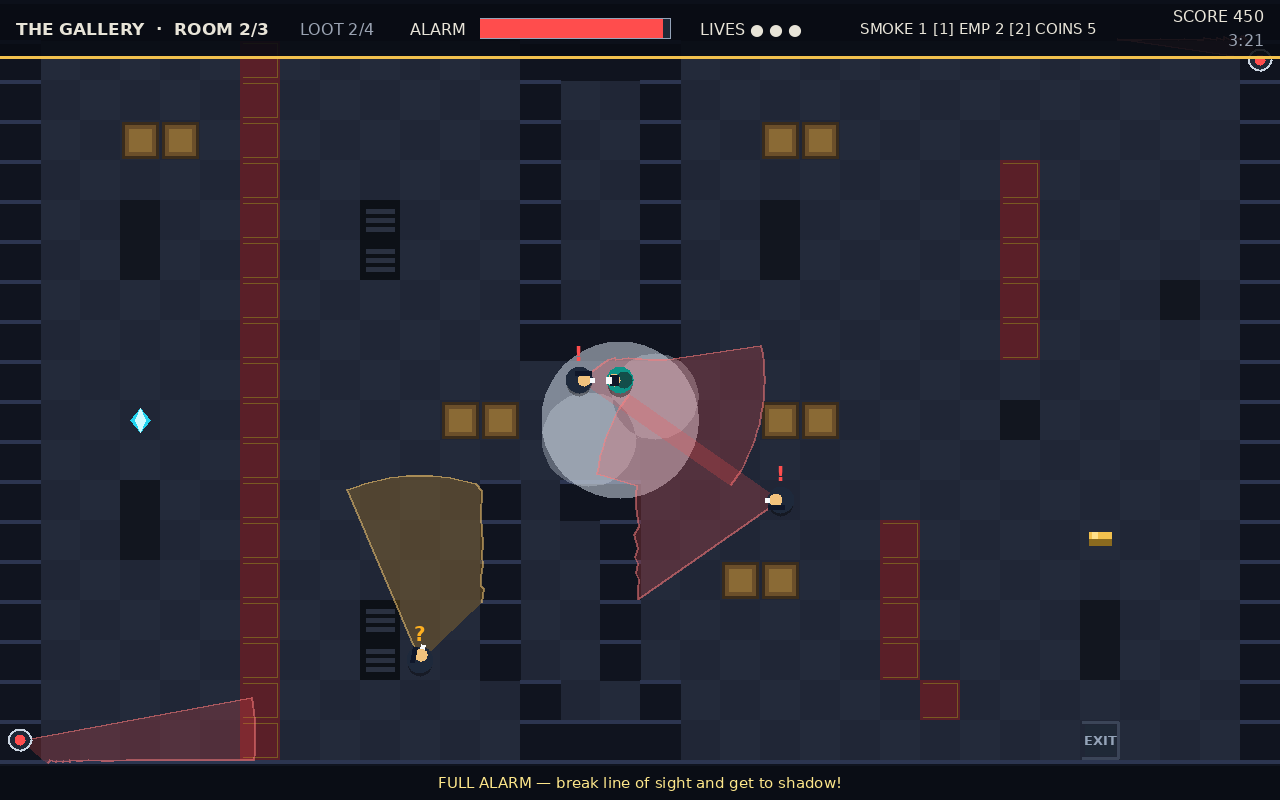 THE GALLERY · ROOM 2/3 LOOT 2/4 ALARM LIVES SMOKE 1 [1] EMP 2 [2] COINS 5 SCORE 450
3:21
!
!
?
EXIT
FULL ALARM — break line of sight and get to shadow!